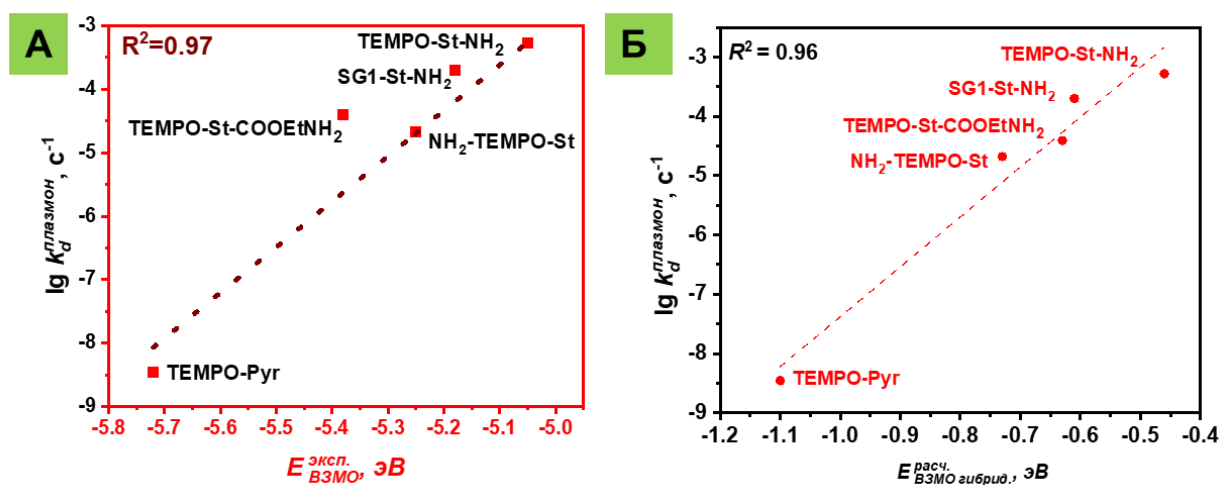 А
R²=0.97
TEMPO-St-NH₂
SG1-St-NH₂
TEMPO-St-COOEtNH₂
NH₂-TEMPO-St
TEMPO-Pyr
lg k_d^плазмон, с⁻¹
-3
-4
-5
-6
-7
-8
-9
-5.8 -5.7 -5.6 -5.5 -5.4 -5.3 -5.2 -5.1 -5.0
E_ВЗМО^эксп., эВ
Б
R² = 0.96
TEMPO-St-NH₂
SG1-St-NH₂
TEMPO-St-COOEtNH₂
NH₂-TEMPO-St
TEMPO-Pyr
lg k_d^плазмон, с⁻¹
-3
-4
-5
-6
-7
-8
-9
-1.2 -1.1 -1.0 -0.9 -0.8 -0.7 -0.6 -0.5 -0.4
E_ВЗМО гибрид.^расч., эВ